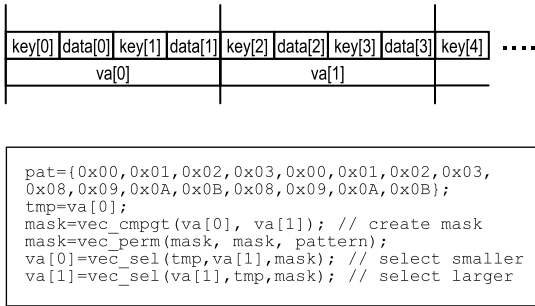 key[0] data[0] key[1] data[1] key[2] data[2] key[3] data[3] key[4] ....
va[0] va[1]
pat={0x00,0x01,0x02,0x03,0x00,0x01,0x02,0x03,
0x08,0x09,0x0A,0x0B,0x08,0x09,0x0A,0x0B};
tmp=va[0];
mask=vec_cmpgt(va[0], va[1]); // create mask
mask=vec_perm(mask, mask, pattern);
va[0]=vec_sel(tmp,va[1],mask); // select smaller
va[1]=vec_sel(va[1],tmp,mask); // select larger